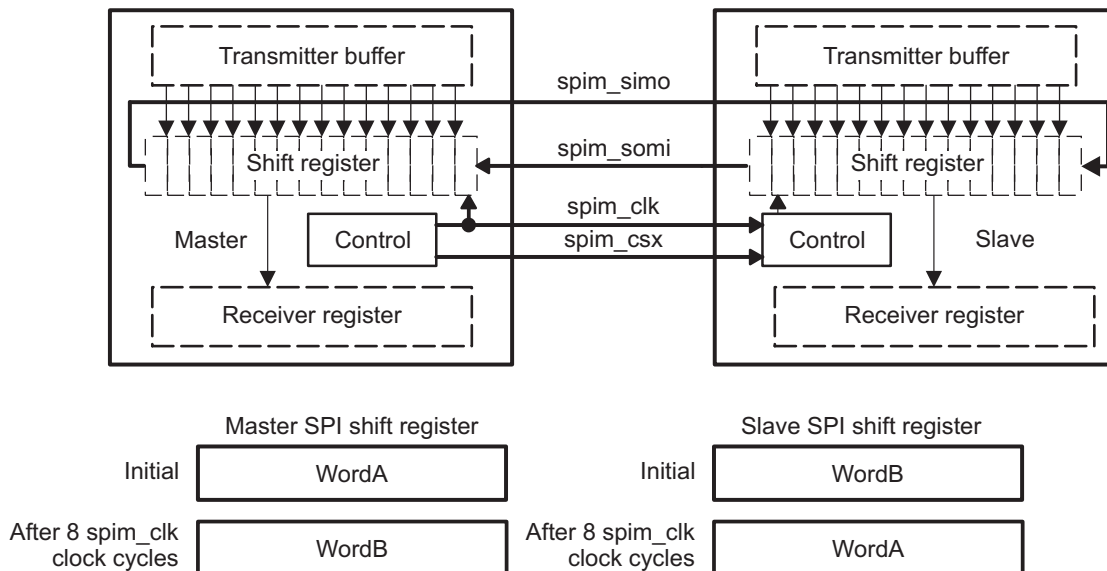 Transmitter buffer
Transmitter buffer
spim_simo
Shift register
spim_somi
Shift register
spim_clk
Master
Control
Control
Slave
spim_csx
Receiver register
Receiver register
Master SPI shift register
Slave SPI shift register
Initial
WordA
Initial
WordB
After 8 spim_clk
clock cycles
WordB
After 8 spim_clk
clock cycles
WordA